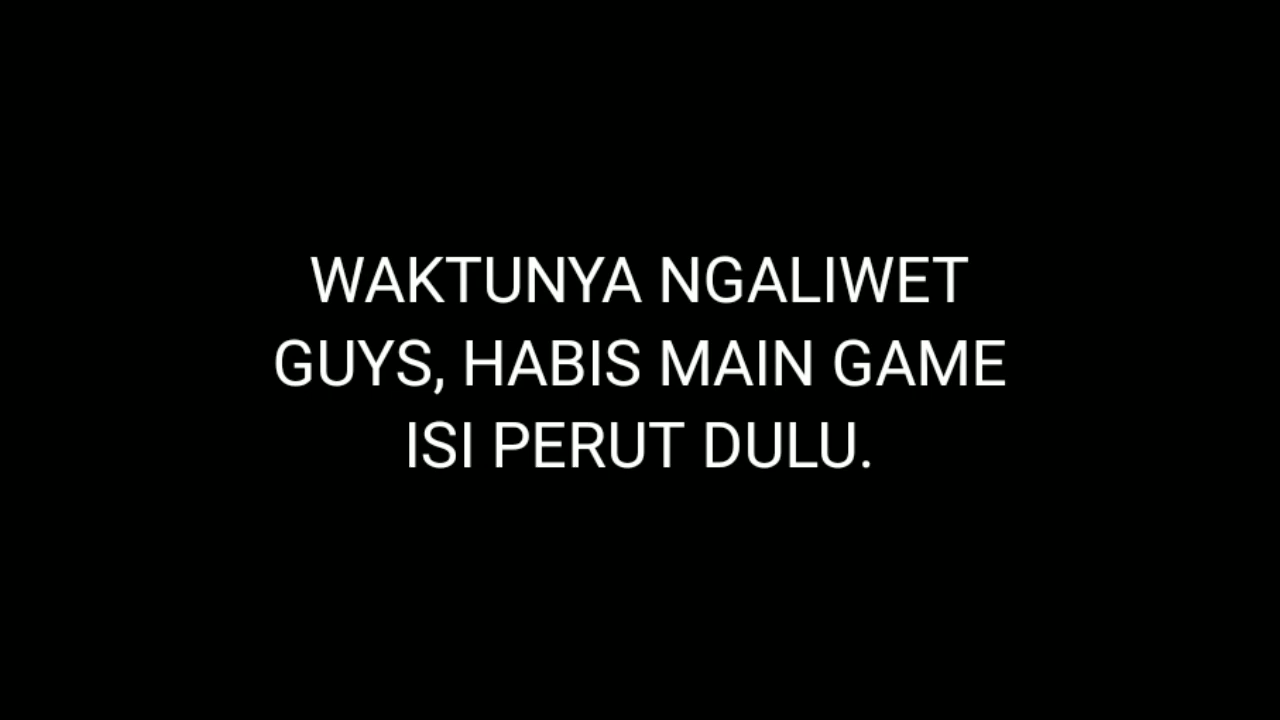 WAKTUNYA NGALIWET
GUYS, HABIS MAIN GAME
ISI PERUT DULU.